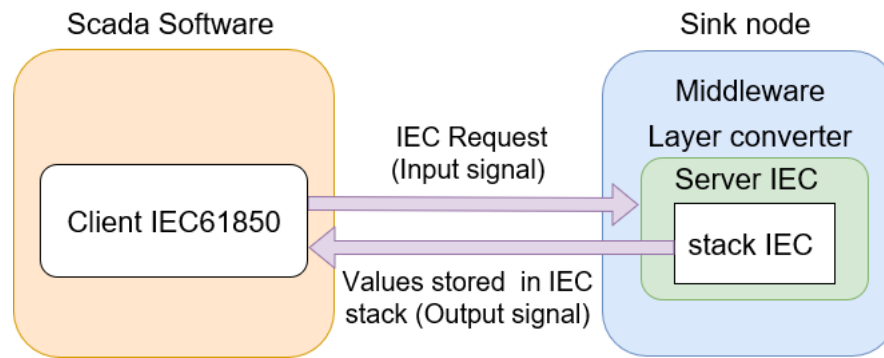 Scada Software
Sink node
Middleware
Layer converter
Server IEC
stack IEC
Client IEC61850
IEC Request
(Input signal)
Values stored in IEC
stack (Output signal)